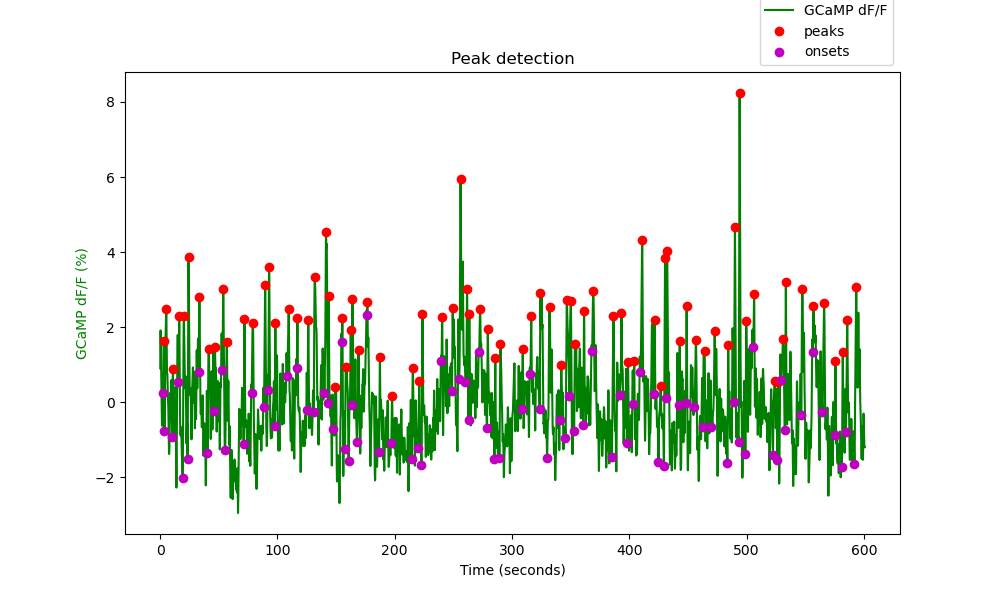 GCaMP dF/F
peaks
onsets
Peak detection
GCaMP dF/F (%)
8
6
4
2
0
−2
0 100 200 300 400 500 600
Time (seconds)